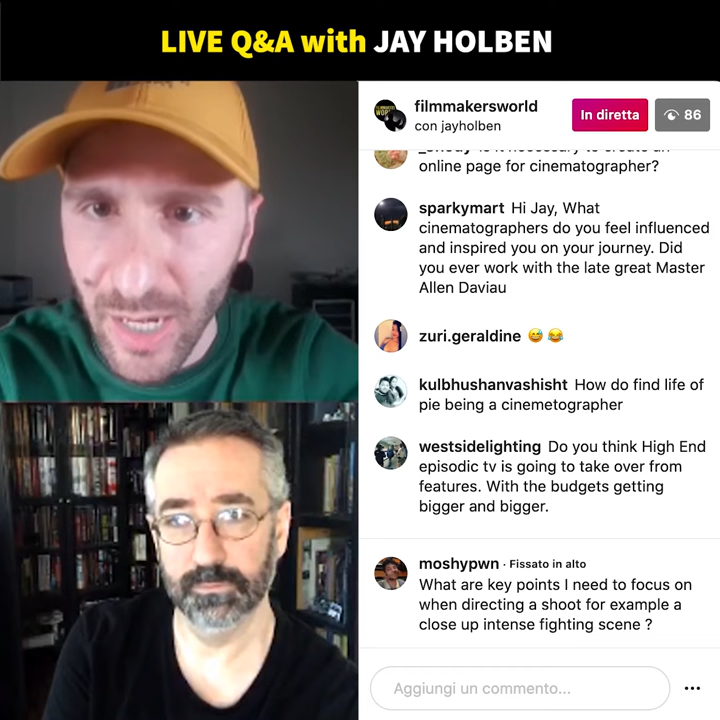 LIVE Q&A with JAY HOLBEN
filmmakersworld
con jayholben
In diretta
86
online page for cinematographer?
sparkymart Hi Jay, What
cinematographers do you feel influenced
and inspired you on your journey. Did
you ever work with the late great Master
Allen Daviau
zuri.geraldine 😅 😂
kulbhushanvashisht How do find life of
pie being a cinemetographer
westsidelighting Do you think High End
episodic tv is going to take over from
features. With the budgets getting
bigger and bigger.
moshypwn · Fissato in alto
What are key points I need to focus on
when directing a shoot for example a
close up intense fighting scene ?
Aggiungi un commento...